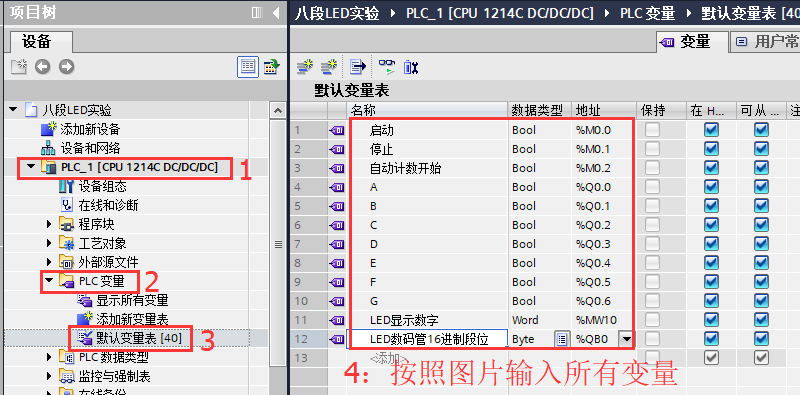 项目树
设备
八段LED实验
添加新设备
设备和网络
PLC_1 [CPU 1214C DC/DC/DC]
1
设备组态
在线和诊断
程序块
工艺对象
外部源文件
PLC 变量
2
显示所有变量
添加新变量表
默认变量表 [40]
3
PLC 数据类型
监控与强制表
在线备份
八段LED实验 PLC_1 [CPU 1214C DC/DC/DC] PLC 变量 默认变量表 [40
变量 用户常
默认变量表
名称 数据类型 地址 保持 在 H... 可从 ... 注
1 启动 Bool %M0.0
2 停止 Bool %M0.1
3 自动计数开始 Bool %M0.2
4 A Bool %Q0.0
5 B Bool %Q0.1
6 C Bool %Q0.2
7 D Bool %Q0.3
8 E Bool %Q0.4
9 F Bool %Q0.5
10 G Bool %Q0.6
11 LED显示数字 Word %MW10
12 LED数码管16进制段位 Byte %QB0
13 <添加>
4：按照图片输入所有变量